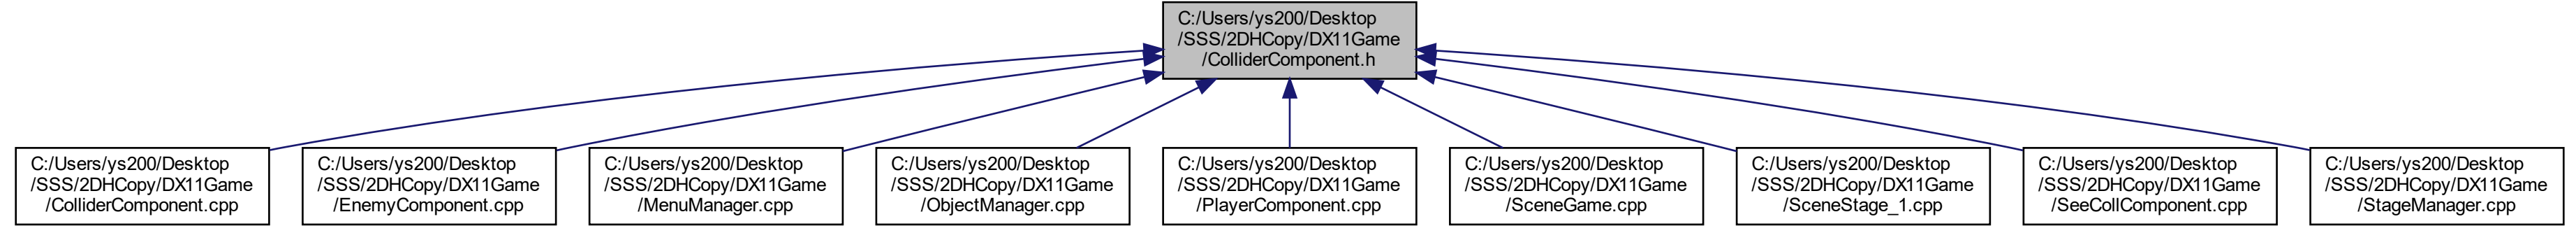 C:/Users/ys200/Desktop
/SSS/2DHCopy/DX11Game
/ColliderComponent.h
C:/Users/ys200/Desktop
/SSS/2DHCopy/DX11Game
/ColliderComponent.cpp
C:/Users/ys200/Desktop
/SSS/2DHCopy/DX11Game
/EnemyComponent.cpp
C:/Users/ys200/Desktop
/SSS/2DHCopy/DX11Game
/MenuManager.cpp
C:/Users/ys200/Desktop
/SSS/2DHCopy/DX11Game
/ObjectManager.cpp
C:/Users/ys200/Desktop
/SSS/2DHCopy/DX11Game
/PlayerComponent.cpp
C:/Users/ys200/Desktop
/SSS/2DHCopy/DX11Game
/SceneGame.cpp
C:/Users/ys200/Desktop
/SSS/2DHCopy/DX11Game
/SceneStage_1.cpp
C:/Users/ys200/Desktop
/SSS/2DHCopy/DX11Game
/SeeCollComponent.cpp
C:/Users/ys200/Desktop
/SSS/2DHCopy/DX11Game
/StageManager.cpp